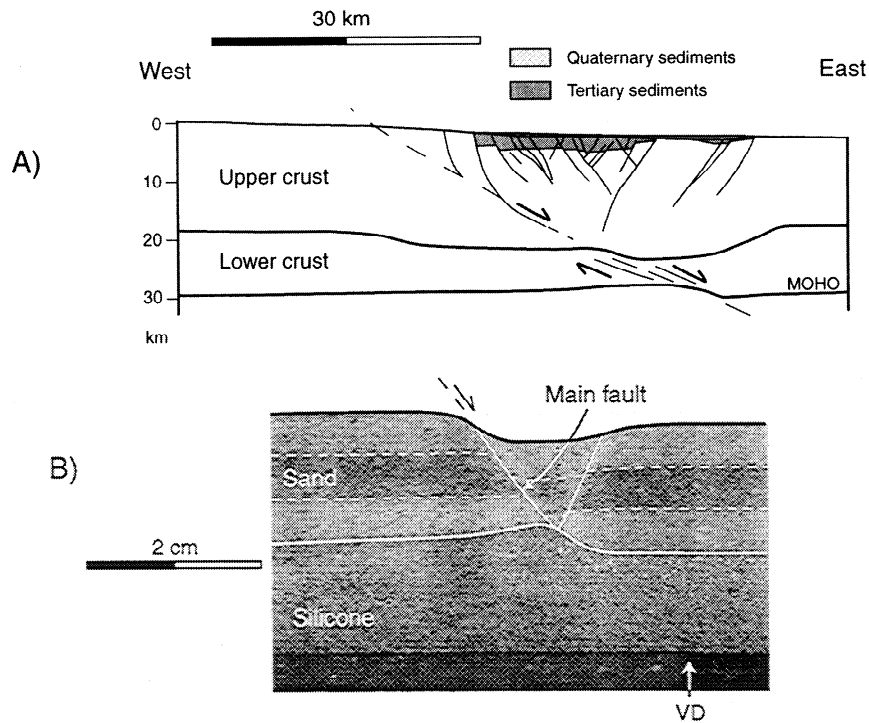 30 km
West
Quaternary sediments
Tertiary sediments
East
A)
0
10
20
30
km
Upper crust
Lower crust
MOHO
B)
Main fault
Sand
2 cm
Silicone
VD